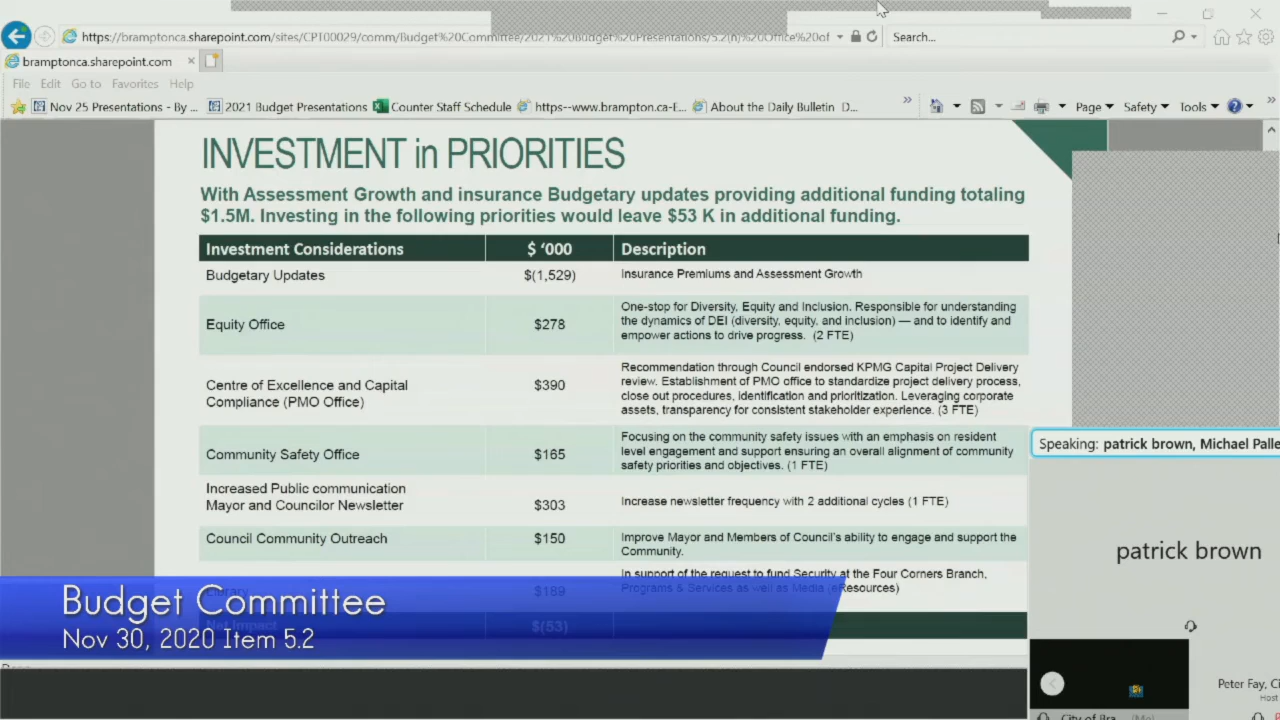 https://bramptonca.sharepoint.com/sites/CPT00029/comm/Budget%20Committee/2021%20Budget%20Presentations/5.2(h)%20Office%20of
Search...
bramptonca.sharepoint.com
File Edit Go to Favorites Help
Nov 25 Presentations - By ... 2021 Budget Presentations Counter Staff Schedule https--www.brampton.ca-E... About the Daily Bulletin D... Page Safety Tools
INVESTMENT in PRIORITIES
With Assessment Growth and insurance Budgetary updates providing additional funding totaling
$1.5M. Investing in the following priorities would leave $53 K in additional funding.
Investment Considerations $ ‘000 Description
Budgetary Updates $(1,529) Insurance Premiums and Assessment Growth
One-stop for Diversity, Equity and Inclusion. Responsible for understanding
Equity Office $278 the dynamics of DEI (diversity, equity, and inclusion) — and to identify and
empower actions to drive progress. (2 FTE)
Recommendation through Council endorsed KPMG Capital Project Delivery
Centre of Excellence and Capital $390 review. Establishment of PMO office to standardize project delivery process,
Compliance (PMO Office) close out procedures, identification and prioritization. Leveraging corporate
assets, transparency for consistent stakeholder experience. (3 FTE)
Focusing on the community safety issues with an emphasis on resident
Community Safety Office $165 level engagement and support ensuring an overall alignment of community
safety priorities and objectives. (1 FTE)
Speaking: patrick brown, Michael Palle
Increased Public communication
Mayor and Councilor Newsletter $303 Increase newsletter frequency with 2 additional cycles (1 FTE)
Council Community Outreach $150 Improve Mayor and Members of Council's ability to engage and support the
Community.
patrick brown
In support of the request to fund Security at the Four Corners Branch,
Library $189 Programs & Services as well as Media (eResources)
Net Impact $(53)
Budget Committee
Nov 30, 2020 Item 5.2
Peter Fay, Ci
Host
City of Bra... (Me)